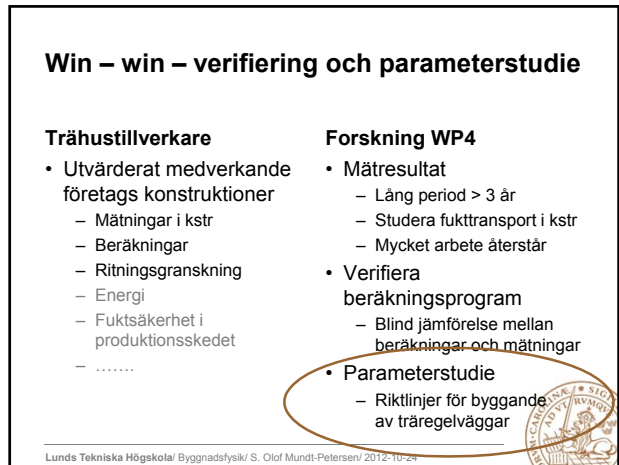 Win – win – verifiering och parameterstudie
Trähustillverkare
• Utvärderat medverkande
företags konstruktioner
– Mätningar i kstr
– Beräkningar
– Ritningsgranskning
– Energi
– Fuktsäkerhet i
produktionsskedet
– …….
Forskning WP4
• Mätresultat
– Lång period > 3 år
– Studera fukttransport i kstr
– Mycket arbete återstår
• Verifiera
beräkningsprogram
– Blind jämförelse mellan
beräkningar och mätningar
• Parameterstudie
– Riktlinjer för byggande
av träregelväggar
Lunds Tekniska Högskola/ Byggnadsfysik/ S. Olof Mundt-Petersen/ 2012-10-24